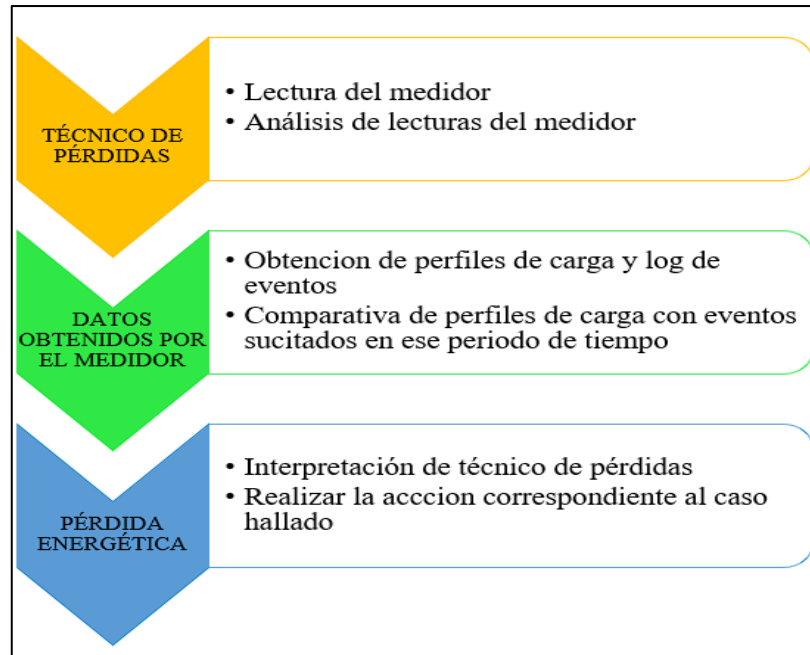 TÉCNICO DE
PÉRDIDAS
• Lectura del medidor
• Análisis de lecturas del medidor
DATOS
OBTENIDOS POR
EL MEDIDOR
• Obtencion de perfiles de carga y log de
eventos
• Comparativa de perfiles de carga con eventos
sucitados en ese periodo de tiempo
PÉRDIDA
ENERGÉTICA
• Interpretación de técnico de pérdidas
• Realizar la acccion correspondiente al caso
hallado